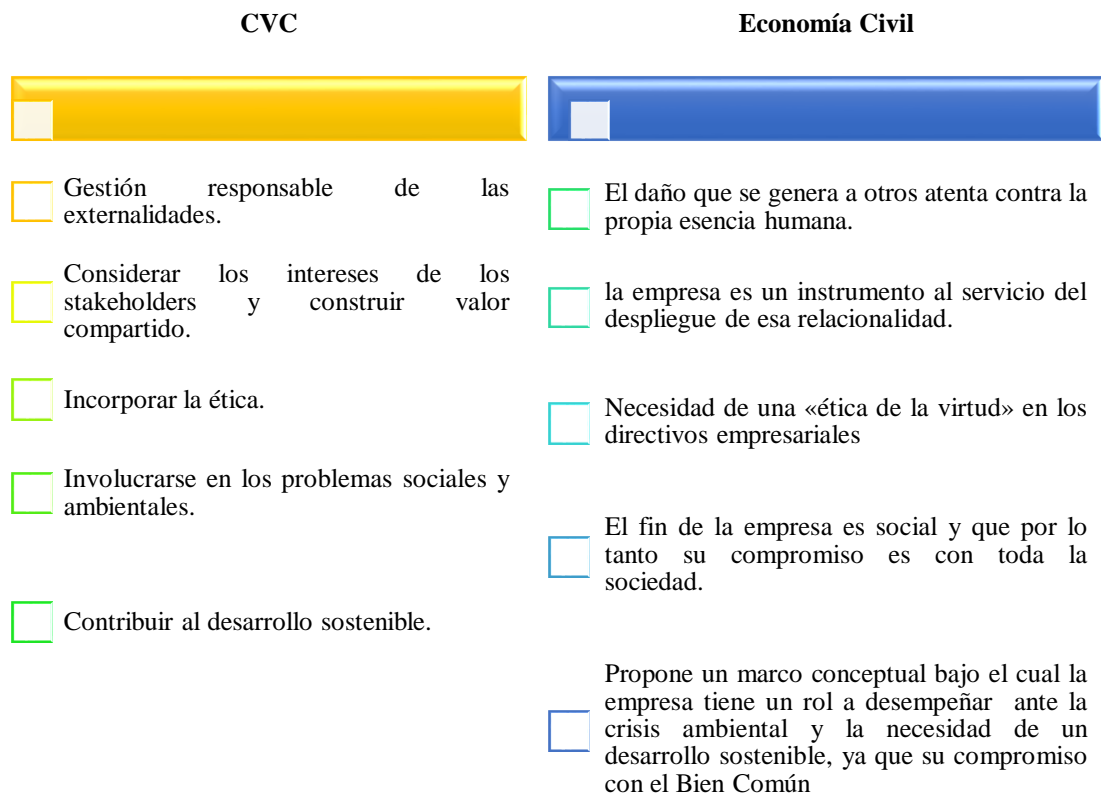 CVC
Gestión responsable de las
externalidades.
Considerar los intereses de los
stakeholders y construir valor
compartido.
Incorporar la ética.
Involucrarse en los problemas sociales y
ambientales.
Contribuir al desarrollo sostenible.
Economía Civil
El daño que se genera a otros atenta contra la
propia esencia humana.
la empresa es un instrumento al servicio del
despliegue de esa relacionalidad.
Necesidad de una «ética de la virtud» en los
directivos empresariales
El fin de la empresa es social y que por lo
tanto su compromiso es con toda la
sociedad.
Propone un marco conceptual bajo el cual la
empresa tiene un rol a desempeñar ante la
crisis ambiental y la necesidad de un
desarrollo sostenible, ya que su compromiso
con el Bien Común